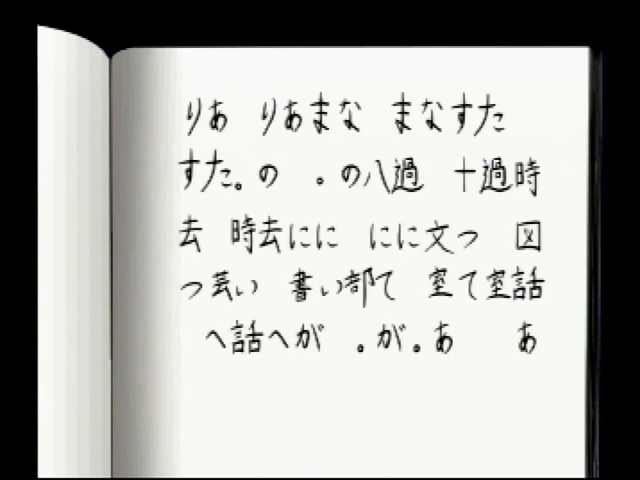 りあ りあまな まなすた
すた。の 。の八過 十過時
去 時去にに にに文つ 図
つ芸い 書い部て 室て室話
へ話へが 。が。あ あ